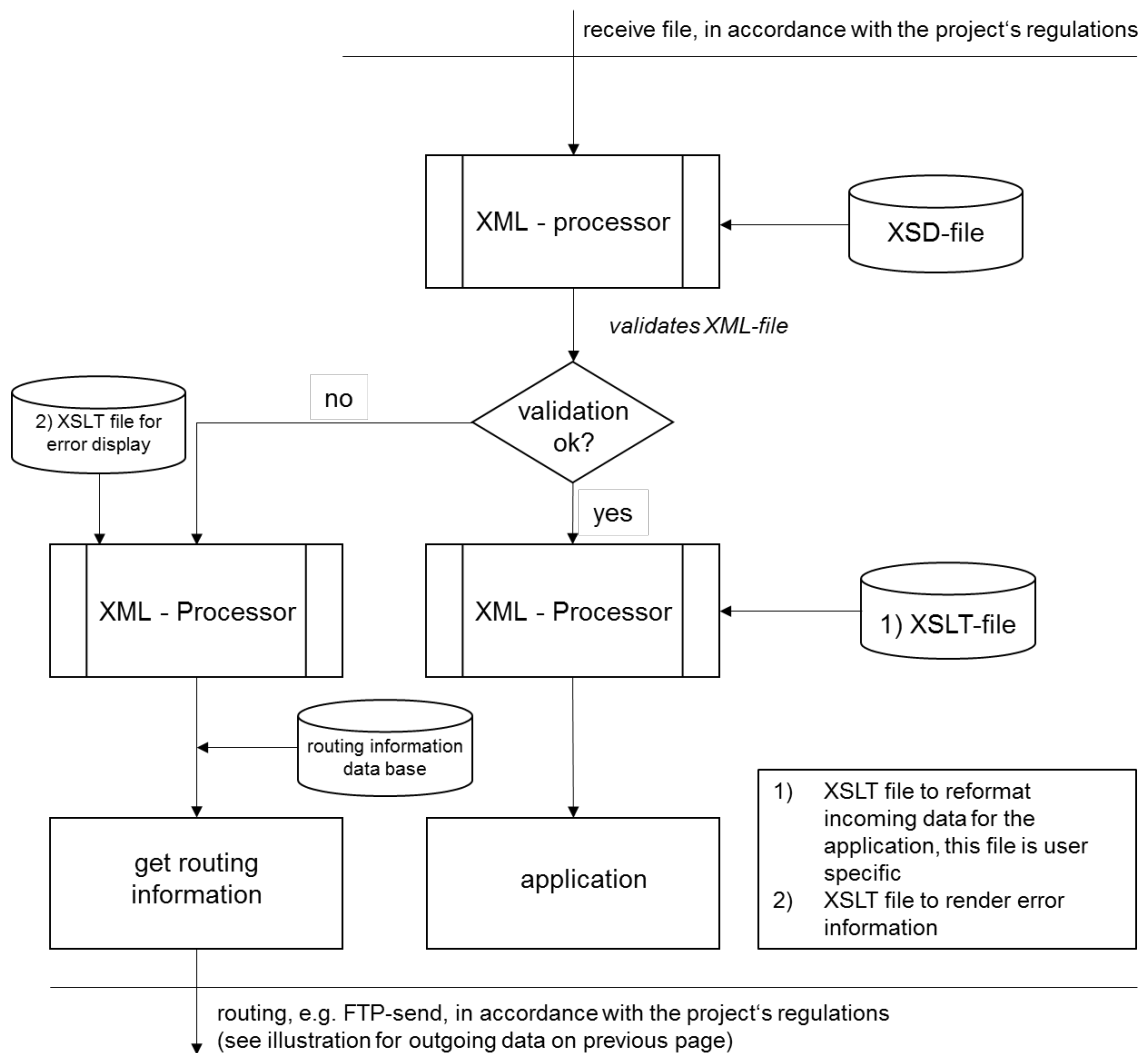 receive file, in accordance with the project‘s regulations
XML - processor
XSD-file
validates XML-file
no
validation
ok?
2) XSLT file for
error display
yes
XML - Processor
XML - Processor
1) XSLT-file
routing information
data base
get routing
information
application
1) XSLT file to reformat
incoming data for the
application, this file is user
specific
2) XSLT file to render error
information
routing, e.g. FTP-send, in accordance with the project‘s regulations
(see illustration for outgoing data on previous page)